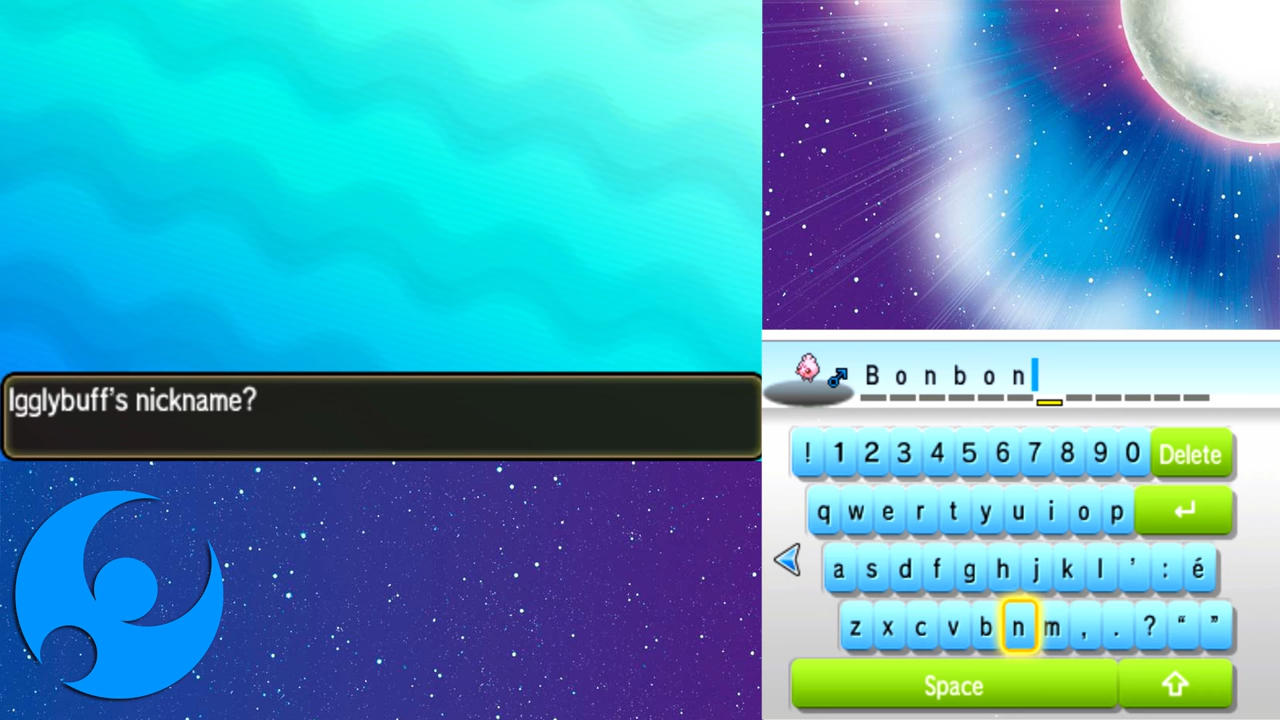 Igglybuff's nickname?
Bonbon
! 1 2 3 4 5 6 7 8 9 0 Delete
q w e r t y u i o p
a s d f g h j k l ' : é
z x c v b n m , . ? “ ”
Space